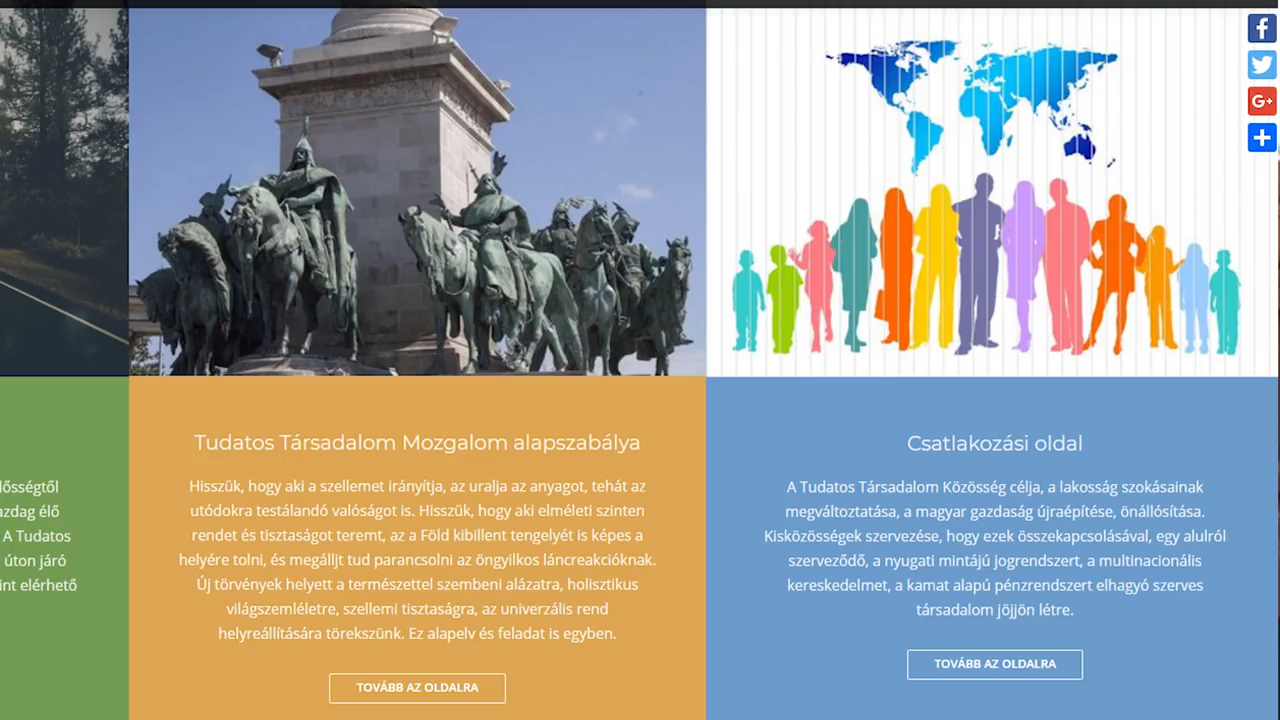 lősségtől
azdag élő
A Tudatos
úton járó
int elérhető
Tudatos Társadalom Mozgalom alapszabálya
Hisszük, hogy aki a szellemet irányítja, az uralja az anyagot, tehát az
utódokra testálandó valóságot is. Hisszük, hogy aki elméleti szinten
rendet és tisztaságot teremt, az a Föld kibillent tengelyét is képes a
helyére tolni, és megálljt tud parancsolni az öngyilkos láncreakcióknak.
Új törvények helyett a természettel szembeni alázatra, holisztikus
világszemléletre, szellemi tisztaságra, az univerzális rend
helyreállítására törekszünk. Ez alapelv és feladat is egyben.
TOVÁBB AZ OLDALRA
Csatlakozási oldal
A Tudatos Társadalom Közösség célja, a lakosság szokásainak
megváltoztatása, a magyar gazdaság újraépítése, önállósítása.
Kisközösségek szervezése, hogy ezek összekapcsolásával, egy alulról
szerveződő, a nyugati mintájú jogrendszert, a multinacionális
kereskedelmet, a kamat alapú pénzrendszert elhagyó szerves
társadalom jöjjön létre.
TOVÁBB AZ OLDALRA